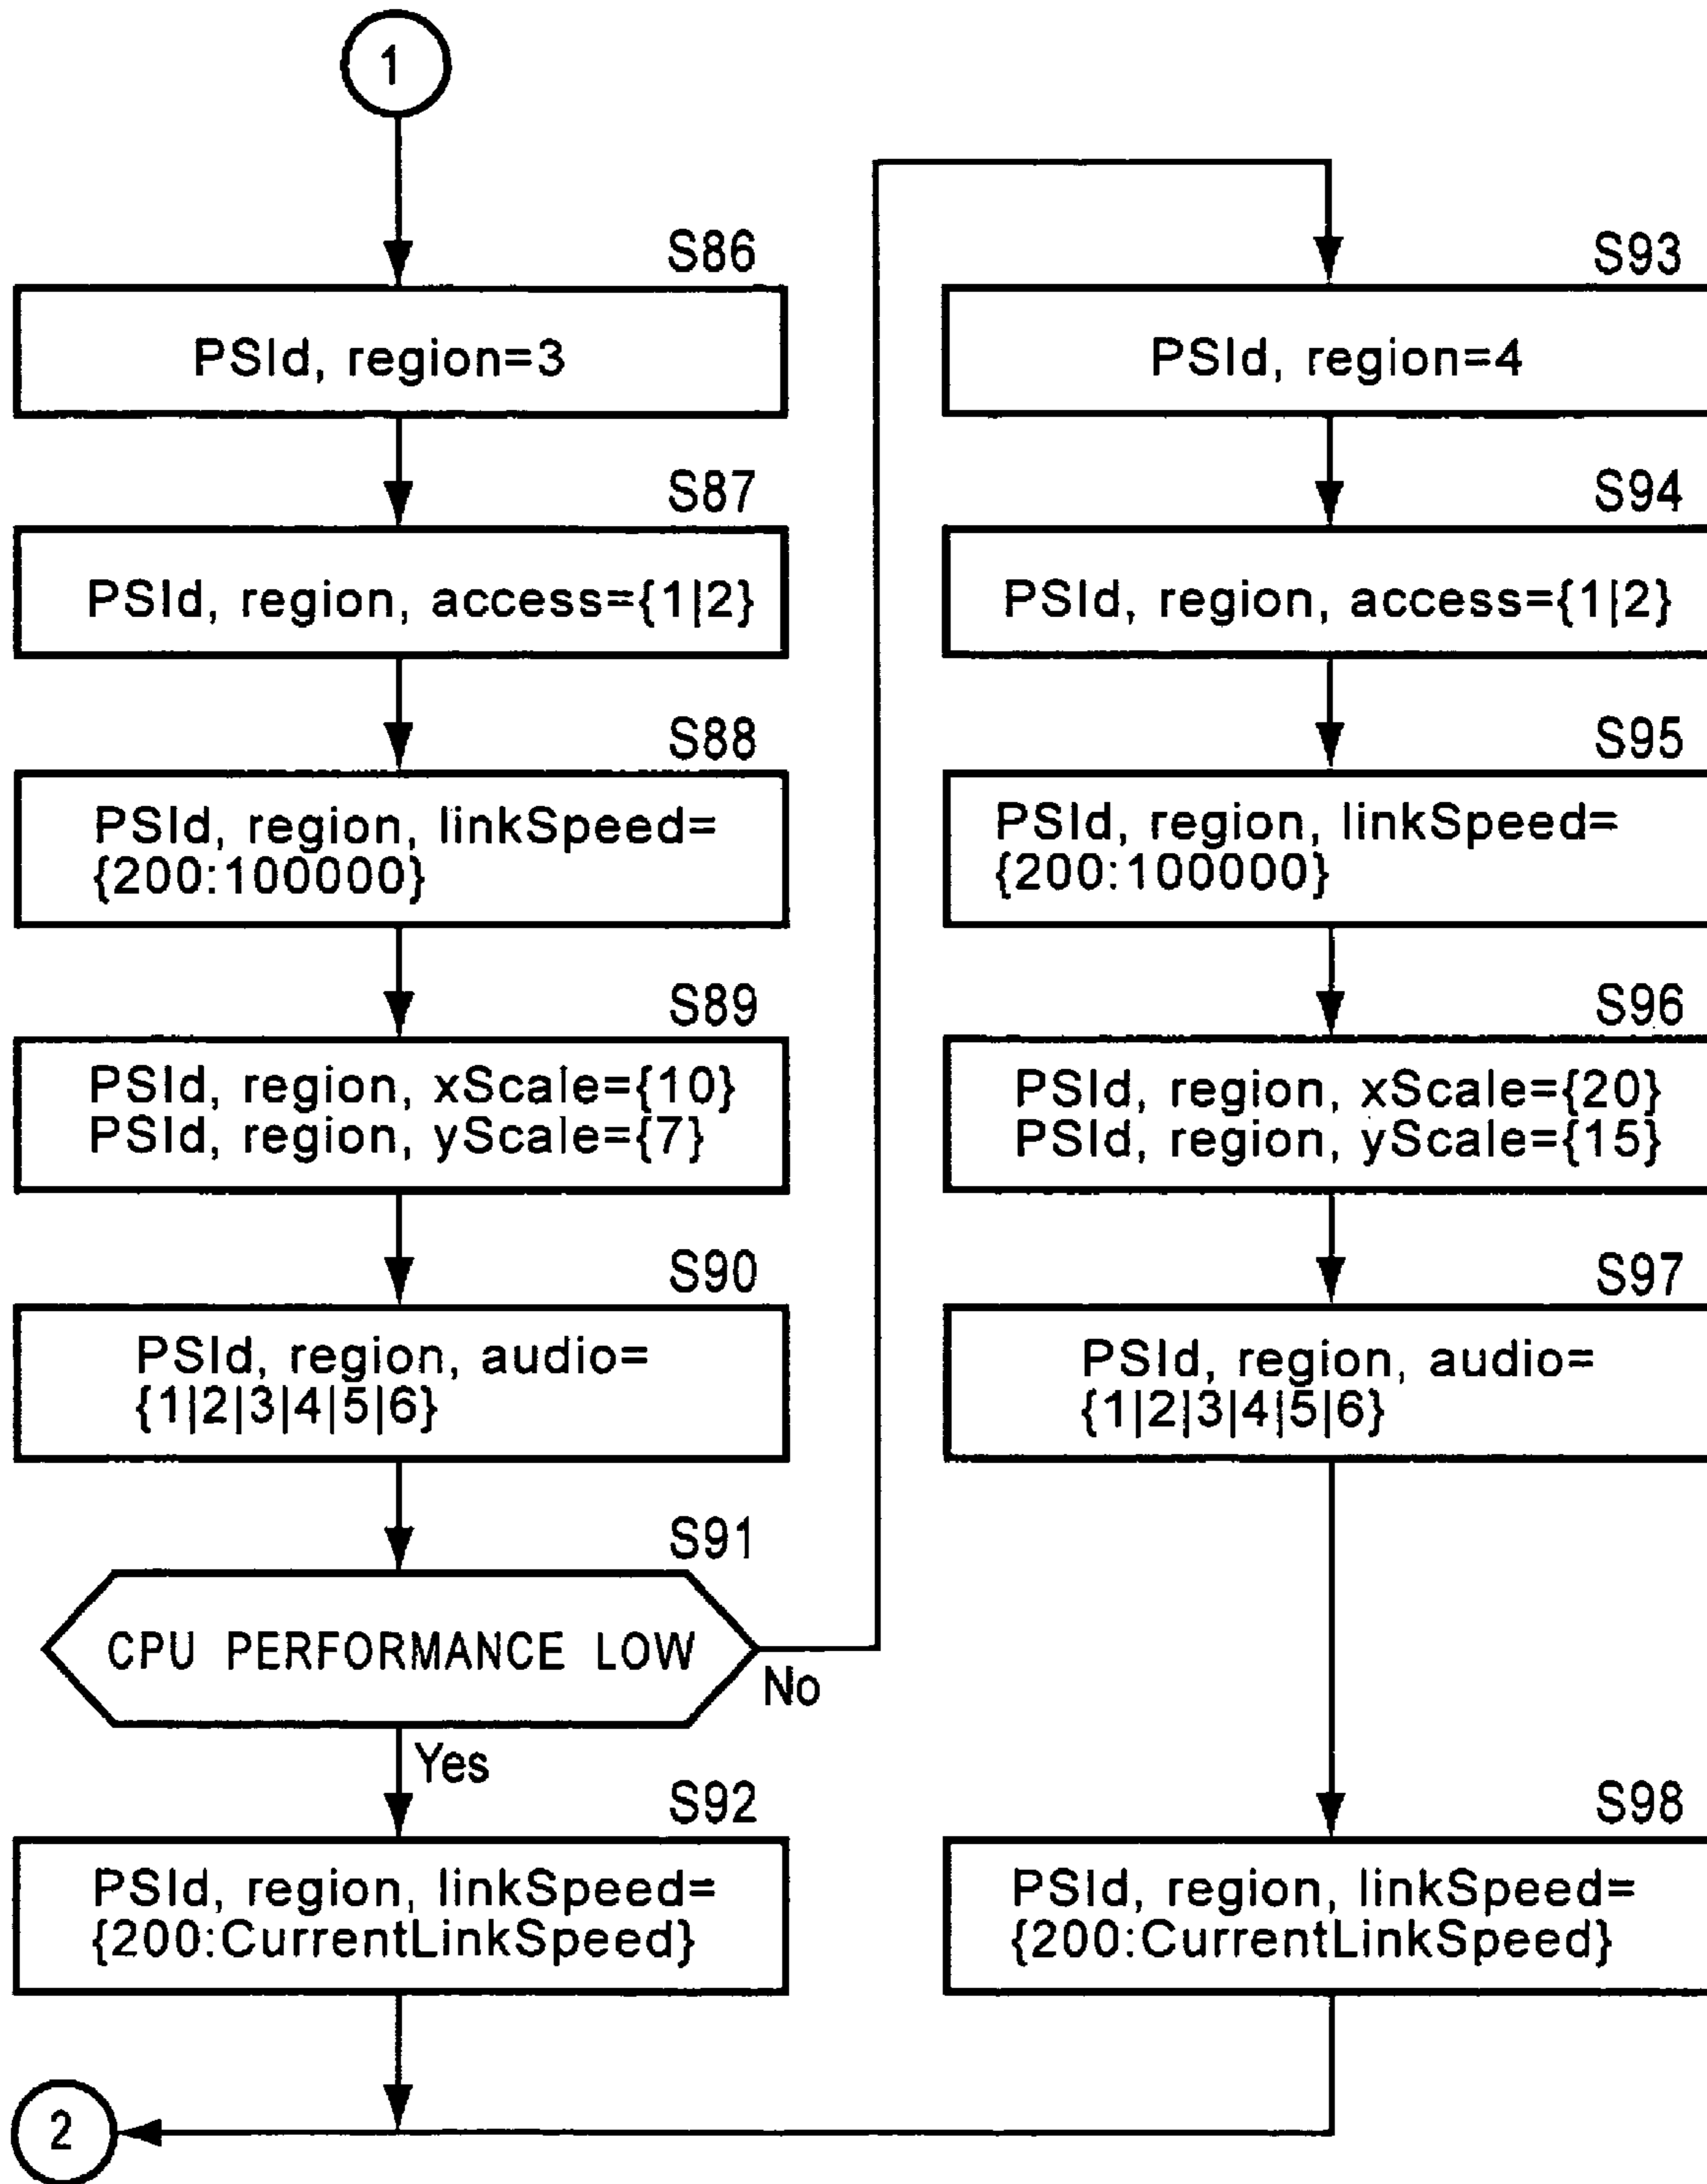 1
S86
PSId, region=3
S87
PSId, region, access={1|2}
S88
PSId, region, linkSpeed=
{200:100000}
S89
PSId, region, xScale={10}
PSId, region, yScale={7}
S90
PSId, region, audio=
{1|2|3|4|5|6}
S91
CPU PERFORMANCE LOW
No
Yes
S92
PSId, region, linkSpeed=
{200:CurrentLinkSpeed}
2
S93
PSId, region=4
S94
PSId, region, access={1|2}
S95
PSId, region, linkSpeed=
{200:100000}
S96
PSId, region, xScale={20}
PSId, region, yScale={15}
S97
PSId, region, audio=
{1|2|3|4|5|6}
S98
PSId, region, linkSpeed=
{200:CurrentLinkSpeed}